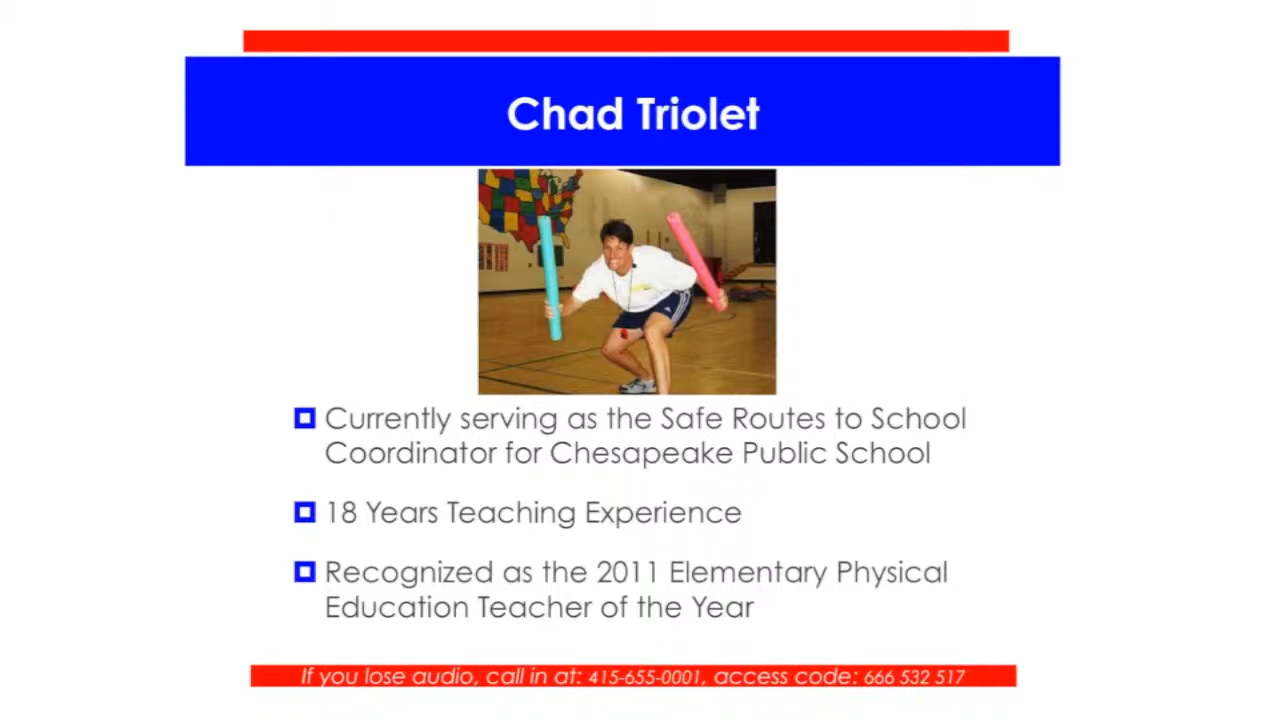 Chad Triolet
Currently serving as the Safe Routes to School
Coordinator for Chesapeake Public School
18 Years Teaching Experience
Recognized as the 2011 Elementary Physical
Education Teacher of the Year
If you lose audio, call in at: 415-655-0001, access code: 666 532 517